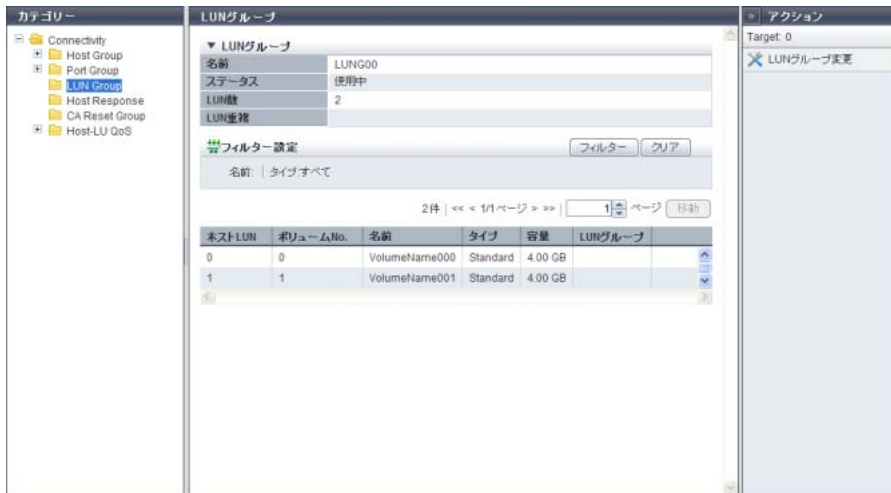 カテゴリー
Connectivity
Host Group
Port Group
LUN Group
Host Response
CA Reset Group
Host-LU QoS
LUNグループ
▼ LUNグループ
名前 LUNG00
ステータス 使用中
LUN数 2
LUN重複
フィルター設定 フィルター クリア
名前: | タイプ:すべて
2件 | << < 1/1ページ > >> | 1 ページ 移動
ホストLUN ボリュームNo. 名前 タイプ 容量 LUNグループ
0 0 VolumeName000 Standard 4.00 GB
1 1 VolumeName001 Standard 4.00 GB
» アクション
Target: 0
LUNグループ変更